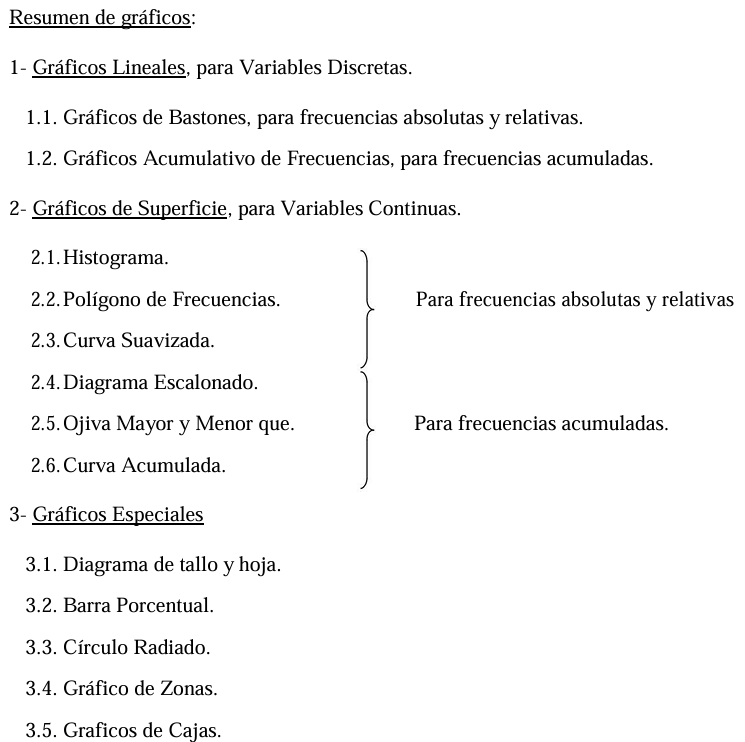 Resumen de gráficos:
1- Gráficos Lineales, para Variables Discretas.
1.1. Gráficos de Bastones, para frecuencias absolutas y relativas.
1.2. Gráficos Acumulativo de Frecuencias, para frecuencias acumuladas.
2- Gráficos de Superficie, para Variables Continuas.
2.1. Histograma.
2.2. Polígono de Frecuencias. Para frecuencias absolutas y relativas
2.3. Curva Suavizada.
2.4. Diagrama Escalonado.
2.5. Ojiva Mayor y Menor que. Para frecuencias acumuladas.
2.6. Curva Acumulada.
3- Gráficos Especiales
3.1. Diagrama de tallo y hoja.
3.2. Barra Porcentual.
3.3. Círculo Radiado.
3.4. Gráfico de Zonas.
3.5. Graficos de Cajas.